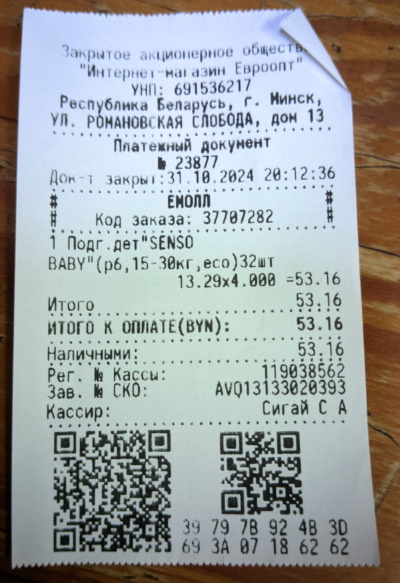 Закрытое акционерное обществ
"Интернет-магазин Евроопт"
УНП: 691536217
Республика Беларусь, г. Минск,
УЛ. РОМАНОВСКАЯ СЛОБОДА, дом 13
Платежный документ
№ 23877
Док-т закрыт:31.10.2024 20:12:36
# ЕМОЛЛ #
# Код заказа: 37707282 #
1 Подг.дет"SENSO
BABY"(р6,15-30кг,eco)32шт
13.29x4.000 =53.16
Итого 53.16
ИТОГО К ОПЛАТЕ(BYN): 53.16
Наличными: 53.16
Рег. № Кассы: 119038562
Зав. № СКО: AVQ13133020393
Кассир: Сигай С А
39 79 7B 92 4B 3D
69 3A 07 18 62 62